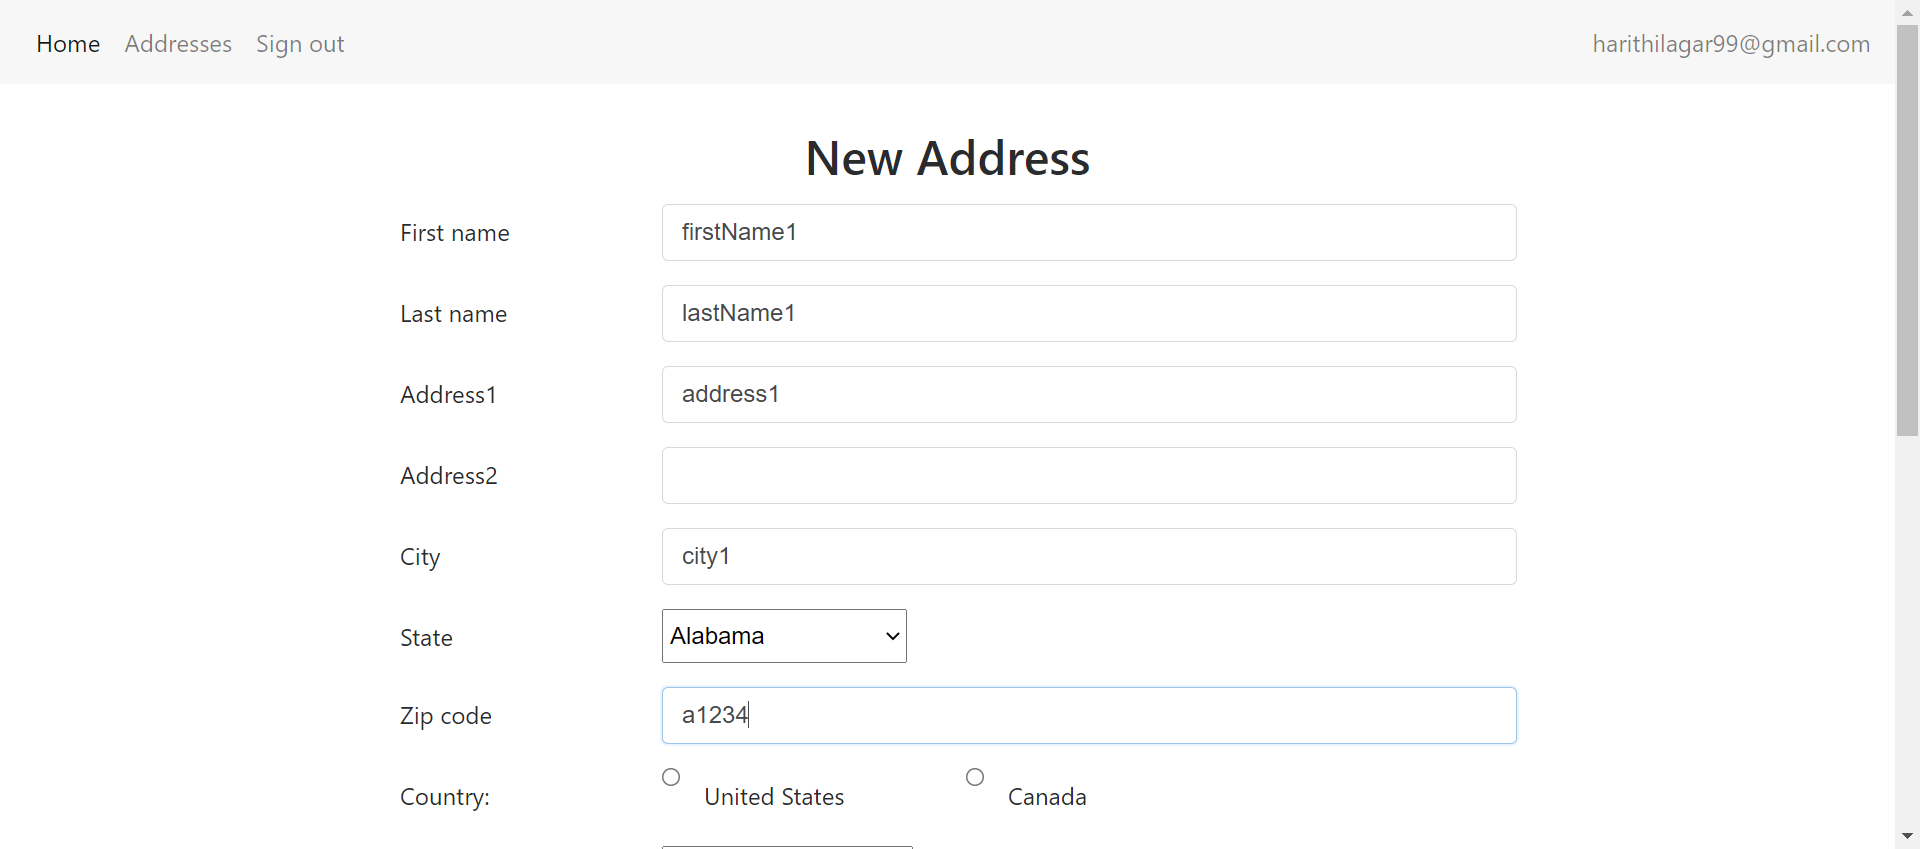 Home Addresses Sign out harithilagar99@gmail.com
New Address
First name firstName1
Last name lastName1
Address1 address1
Address2
City city1
State Alabama
Zip code a1234
Country: United States Canada